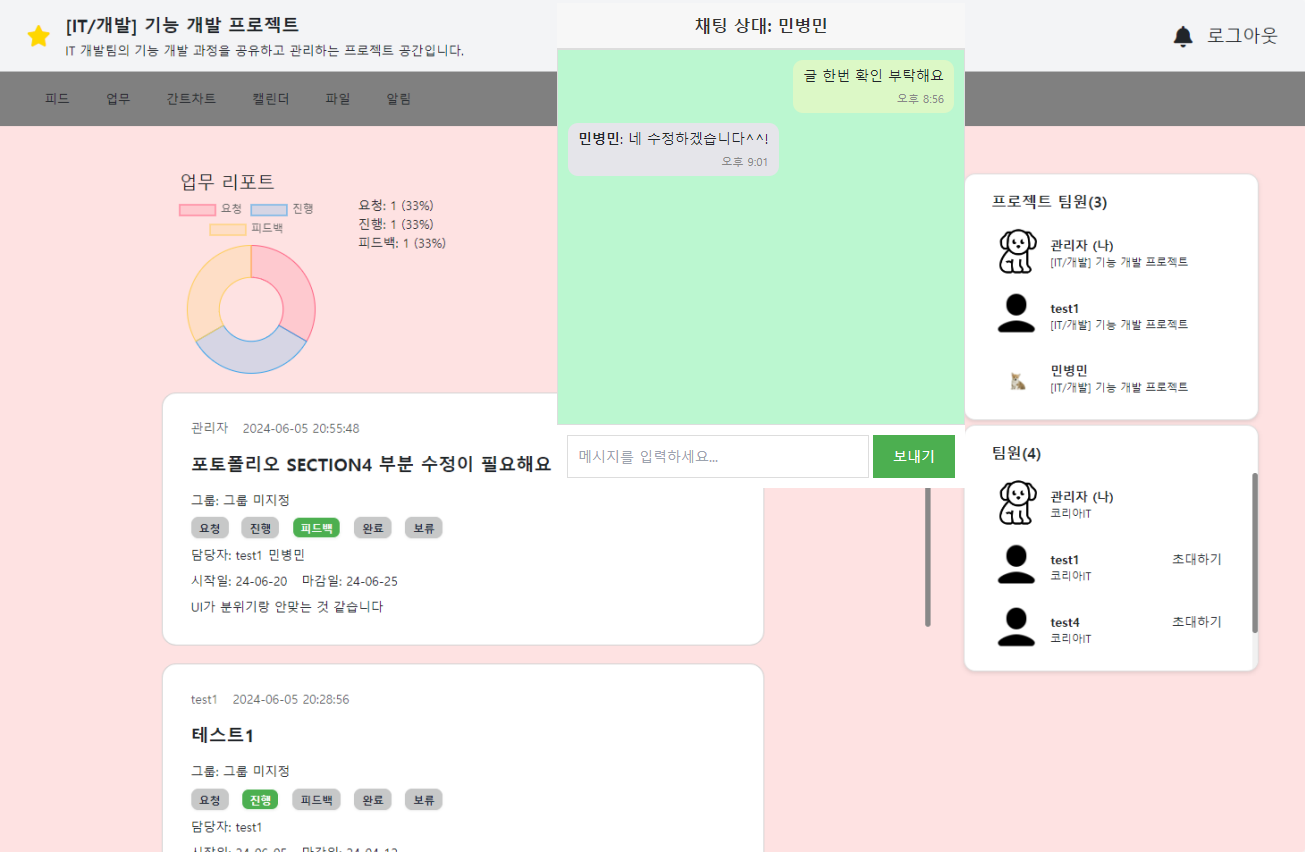 [IT/개발] 기능 개발 프로젝트
IT 개발팀의 기능 개발 과정을 공유하고 관리하는 프로젝트 공간입니다.
로그아웃
피드 업무 간트차트 캘린더 파일 알림
채팅 상대: 민병민
글 한번 확인 부탁해요
오후 8:56
민병민: 네 수정하겠습니다^^!
오후 9:01
메시지를 입력하세요...
보내기
업무 리포트
요청 진행
피드백
요청: 1 (33%)
진행: 1 (33%)
피드백: 1 (33%)
관리자 2024-06-05 20:55:48
포토폴리오 SECTION4 부분 수정이 필요해요
그룹: 그룹 미지정
요청 진행 피드백 완료 보류
담당자: test1 민병민
시작일: 24-06-20 마감일: 24-06-25
UI가 분위기랑 안맞는 것 같습니다
test1 2024-06-05 20:28:56
테스트1
그룹: 그룹 미지정
요청 진행 피드백 완료 보류
담당자: test1
시작일: 24-06-05 마감일: 24-04-12
프로젝트 팀원(3)
관리자 (나)
[IT/개발] 기능 개발 프로젝트
test1
[IT/개발] 기능 개발 프로젝트
민병민
[IT/개발] 기능 개발 프로젝트
팀원(4)
관리자 (나)
코리아IT
test1
코리아IT
초대하기
test4
코리아IT
초대하기